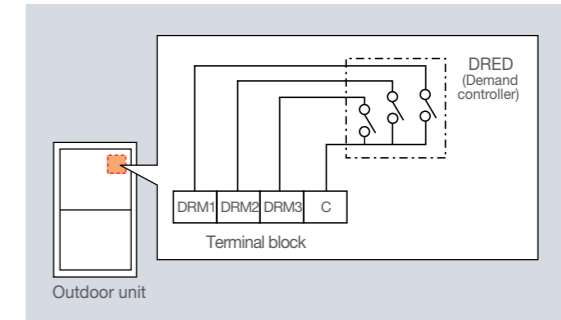 DRED
(Demand
controller)
DRM1 DRM2 DRM3 C
Terminal block
Outdoor unit